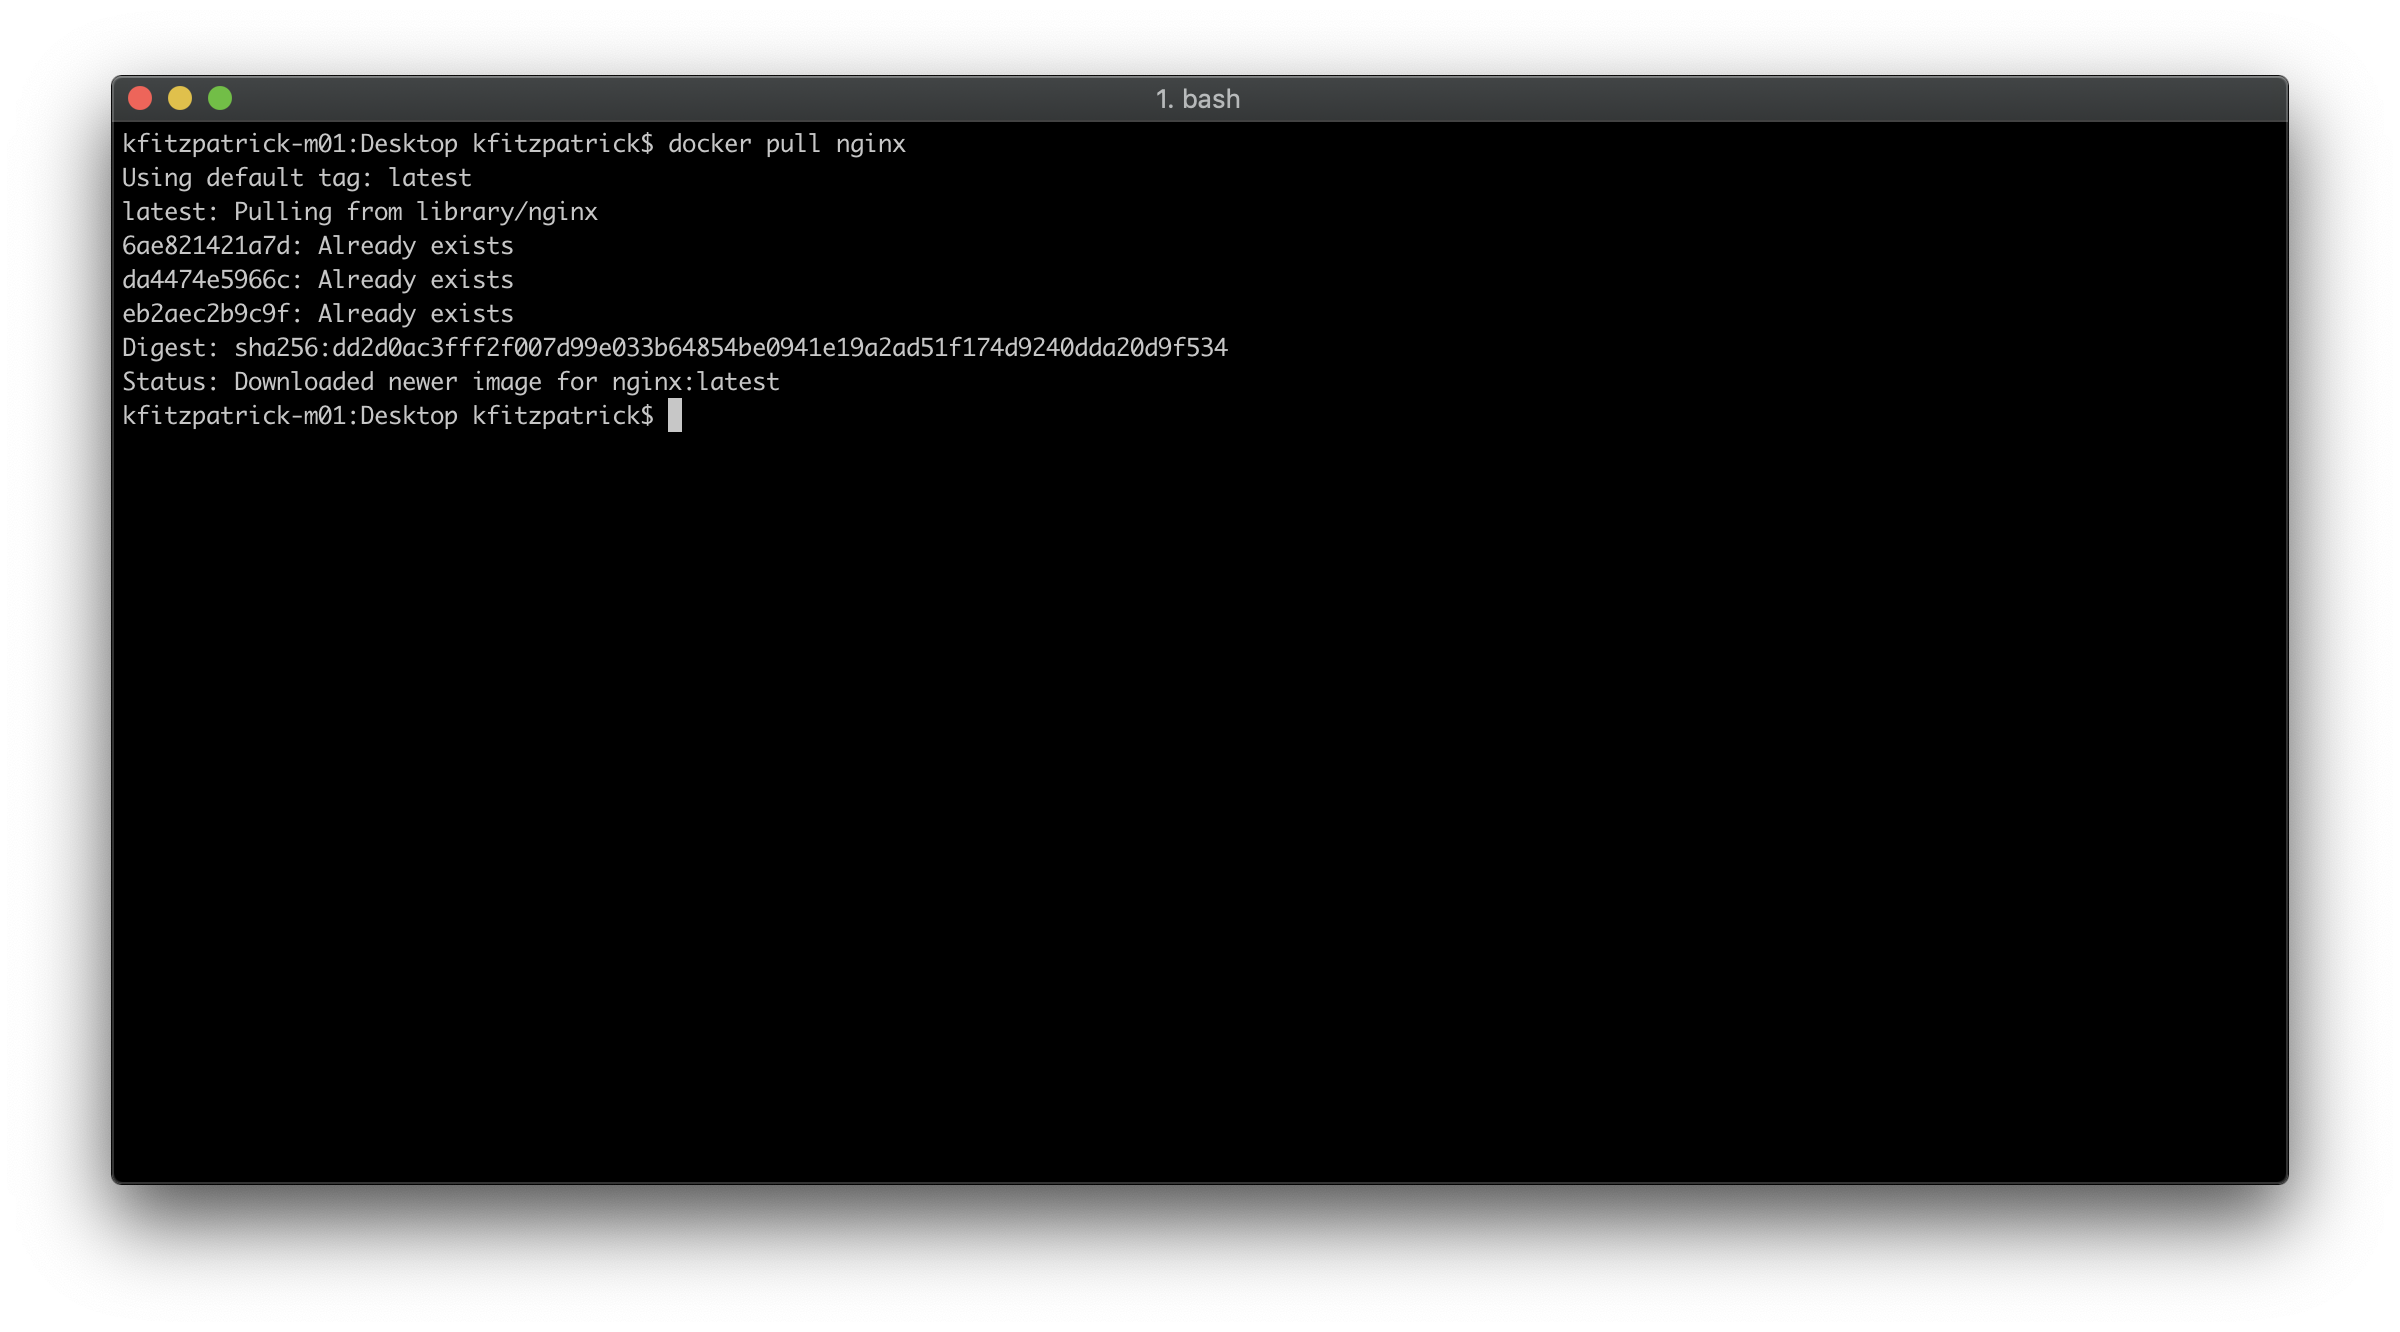 1. bash
kfitzpatrick-m01:Desktop kfitzpatrick$ docker pull nginx
Using default tag: latest
latest: Pulling from library/nginx
6ae821421a7d: Already exists
da4474e5966c: Already exists
eb2aec2b9c9f: Already exists
Digest: sha256:dd2d0ac3fff2f007d99e033b64854be0941e19a2ad51f174d9240dda20d9f534
Status: Downloaded newer image for nginx:latest
kfitzpatrick-m01:Desktop kfitzpatrick$